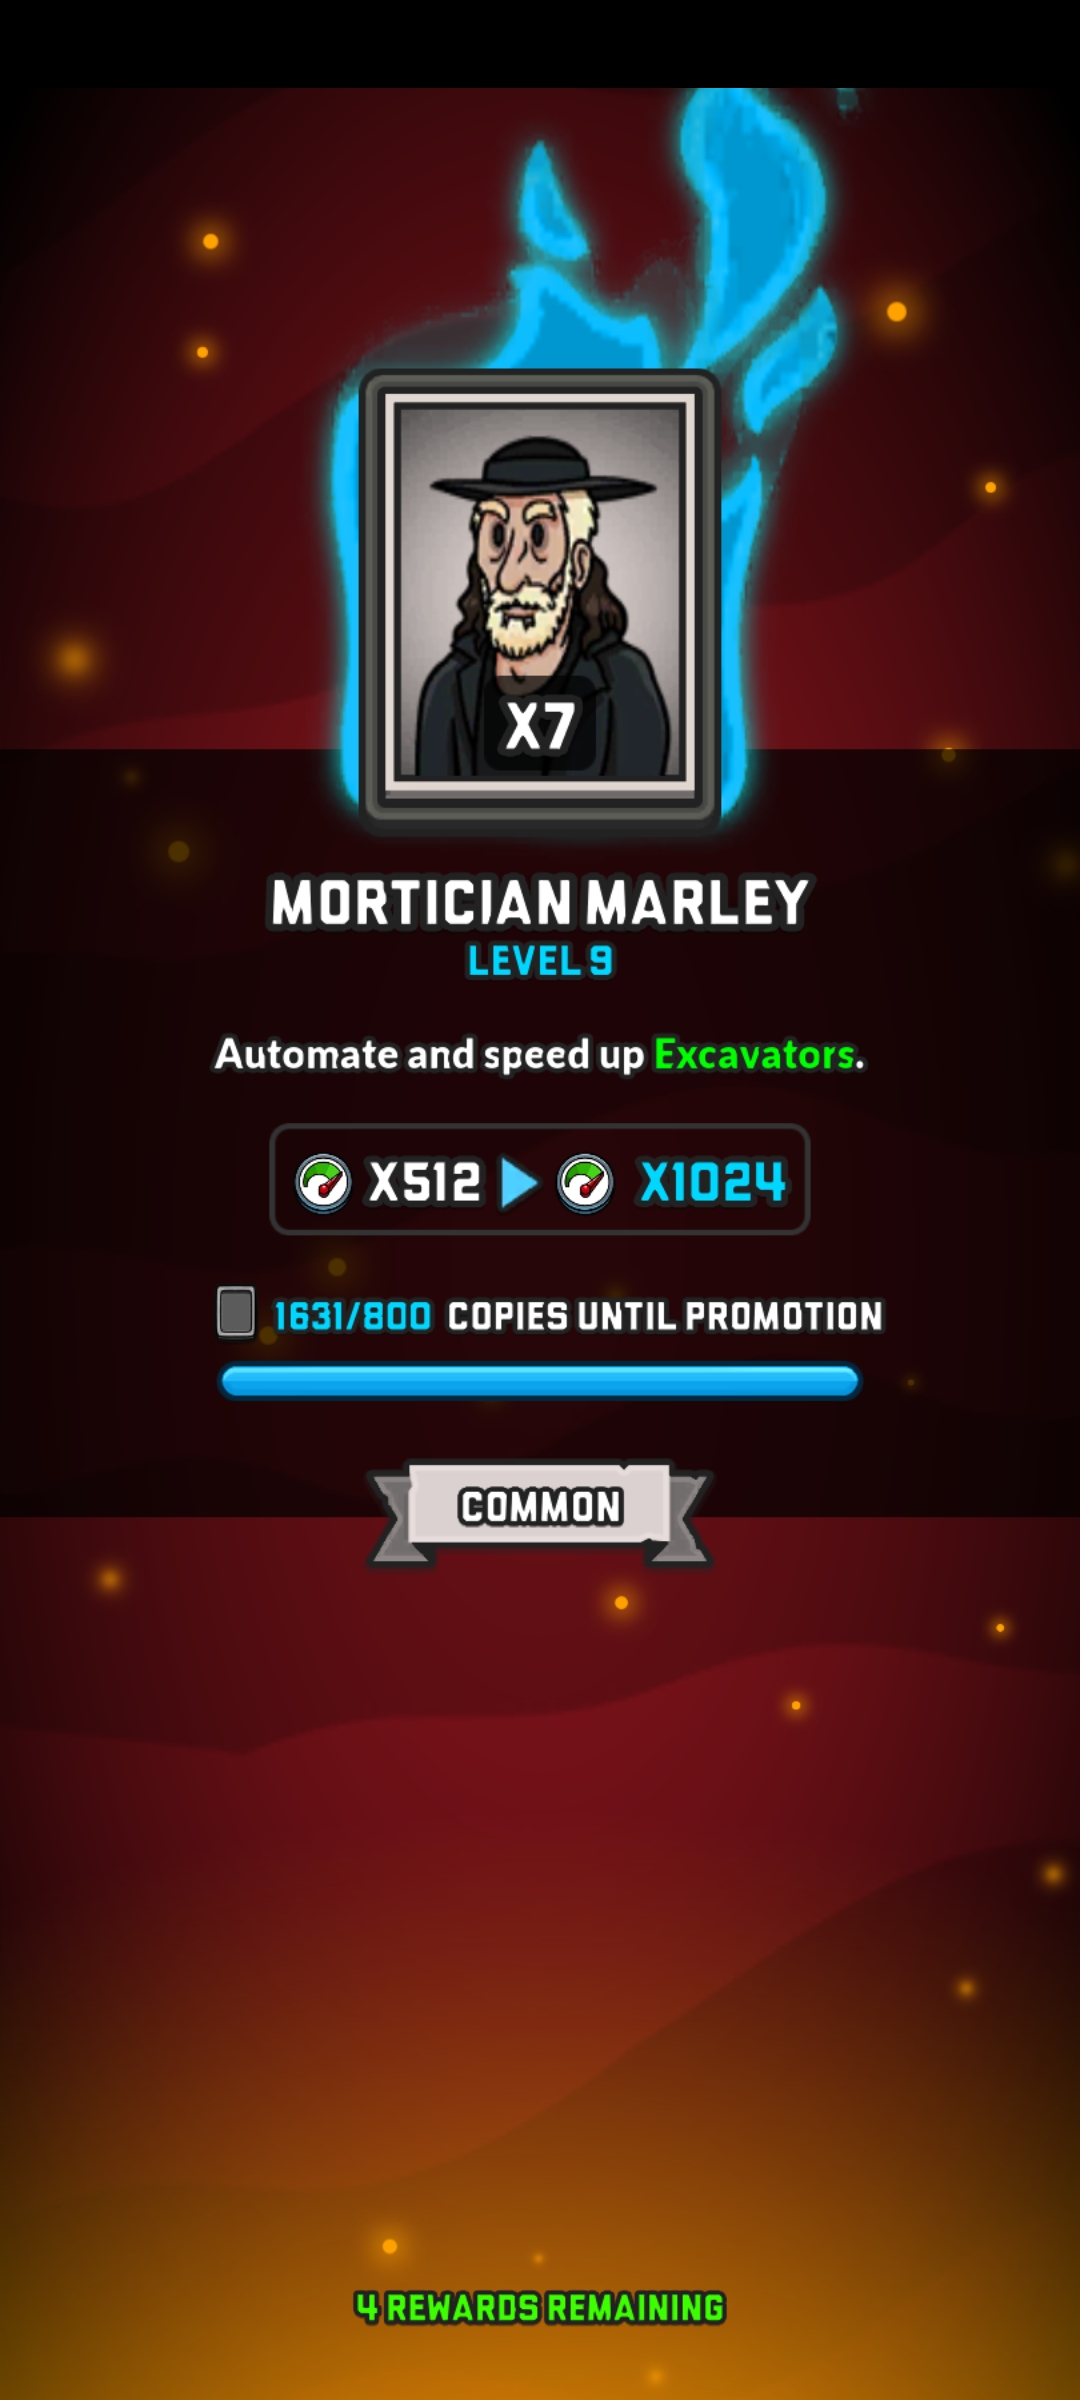 X7
MORTICIAN MARLEY
LEVEL 9
Automate and speed up Excavators.
X512 X1024
1631/800 COPIES UNTIL PROMOTION
COMMON
4 REWARDS REMAINING